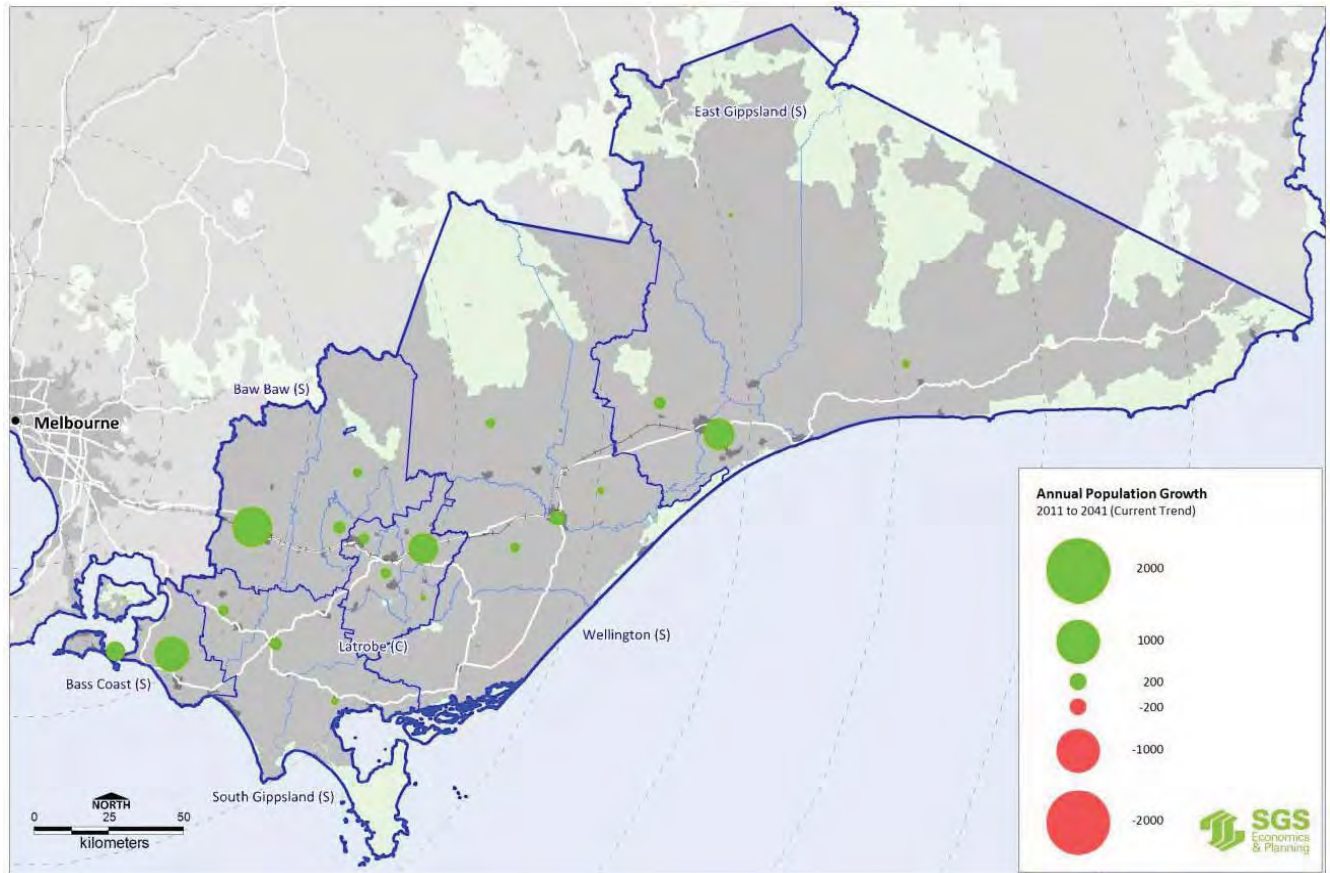 East Gippsland (S)
Baw Baw (S)
Melbourne
Wellington (S)
Latrobe (C)
Bass Coast (S)
South Gippsland (S)
NORTH
0 25 50
kilometers
Annual Population Growth
2011 to 2041 (Current Trend)
2000
1000
200
-200
-1000
-2000
SGS
Economics
& Planning